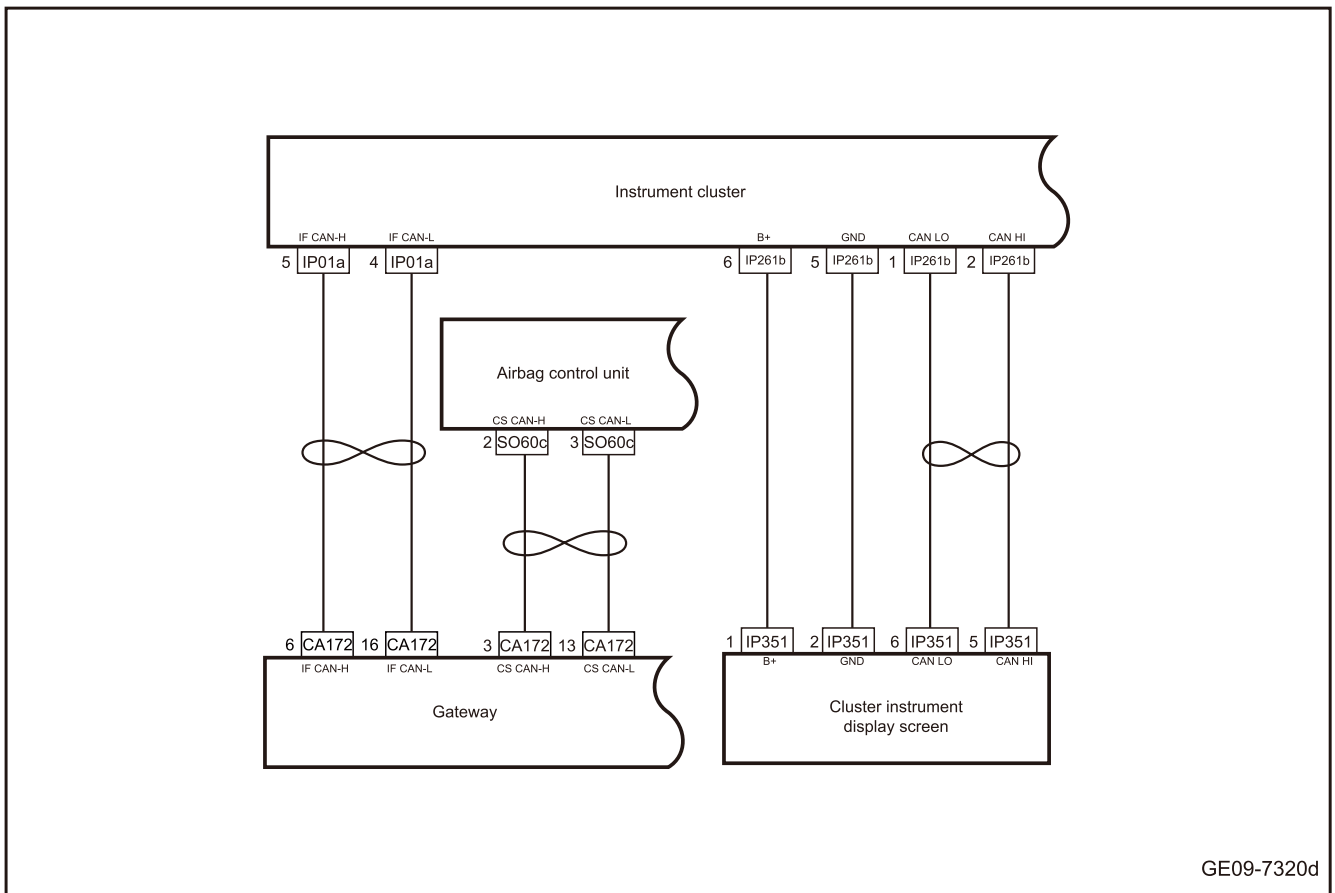 Instrument cluster
IF CAN-H IF CAN-L B+ GND CAN LO CAN HI
5 IP01a 4 IP01a 6 IP261b 5 IP261b 1 IP261b 2 IP261b
Airbag control unit
CS CAN-H CS CAN-L
2 SO60c 3 SO60c
6 CA172 16 CA172 3 CA172 13 CA172 1 IP351 2 IP351 6 IP351 5 IP351
IF CAN-H IF CAN-L CS CAN-H CS CAN-L B+ GND CAN LO CAN HI
Gateway
Cluster instrument
display screen
GE09-7320d